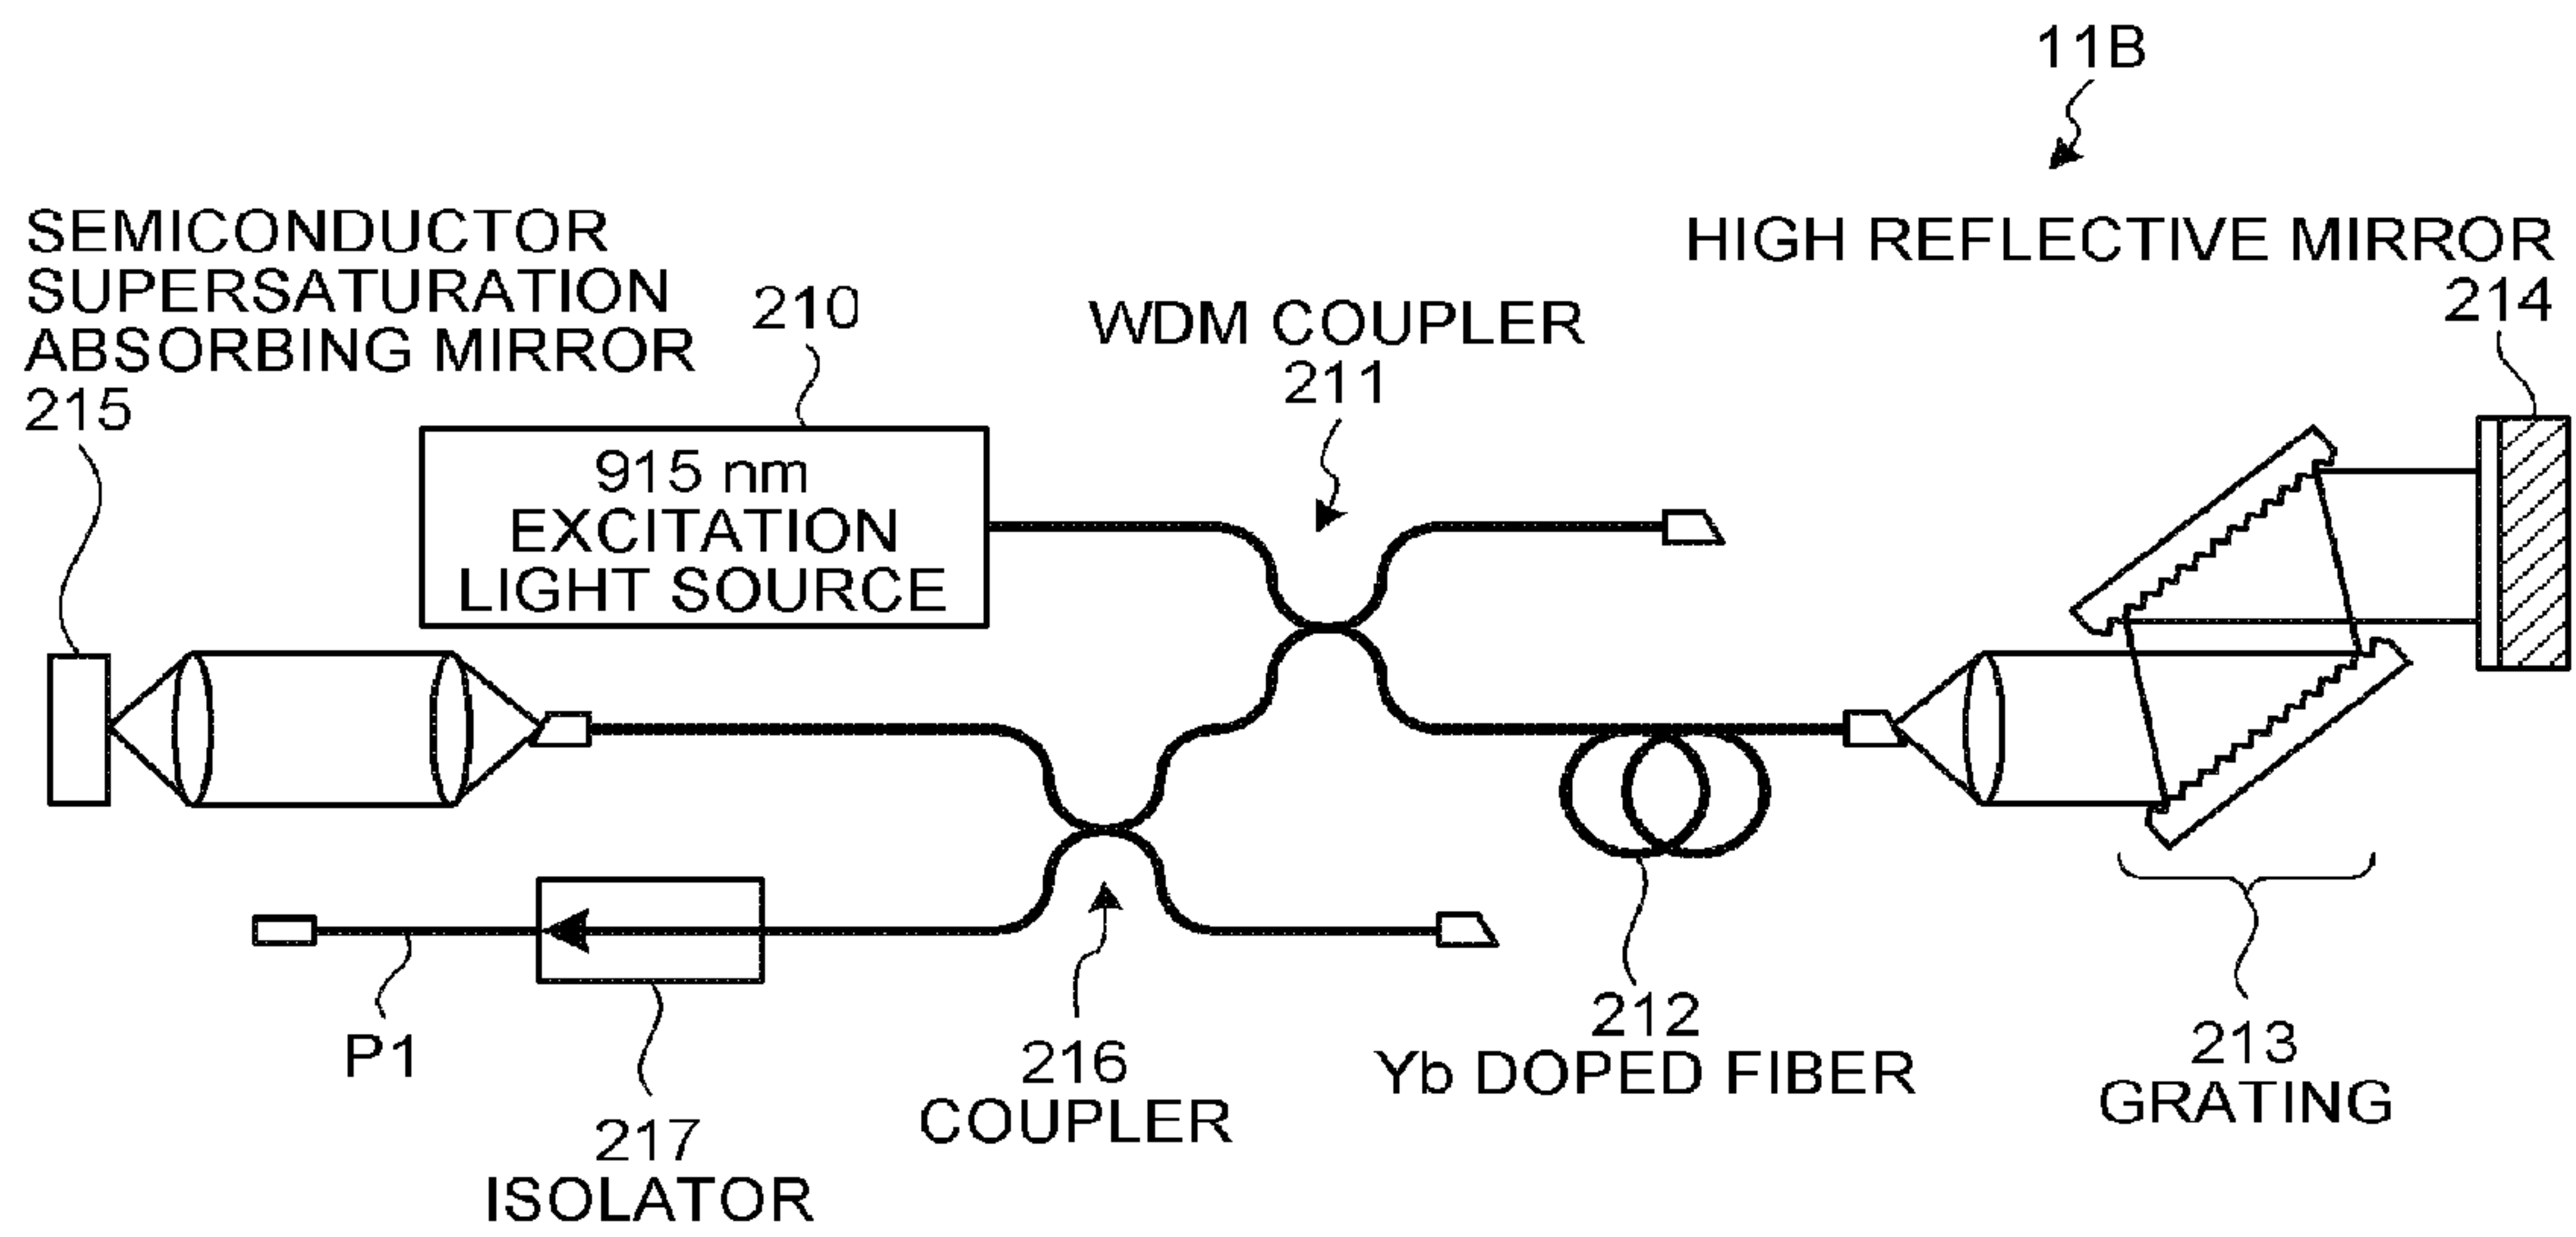 11B
HIGH REFLECTIVE MIRROR
214
SEMICONDUCTOR
SUPERSATURATION
ABSORBING MIRROR
215
210
915 nm
EXCITATION
LIGHT SOURCE
WDM COUPLER
211
P1
217
ISOLATOR
216
COUPLER
212
Yb DOPED FIBER
213
GRATING